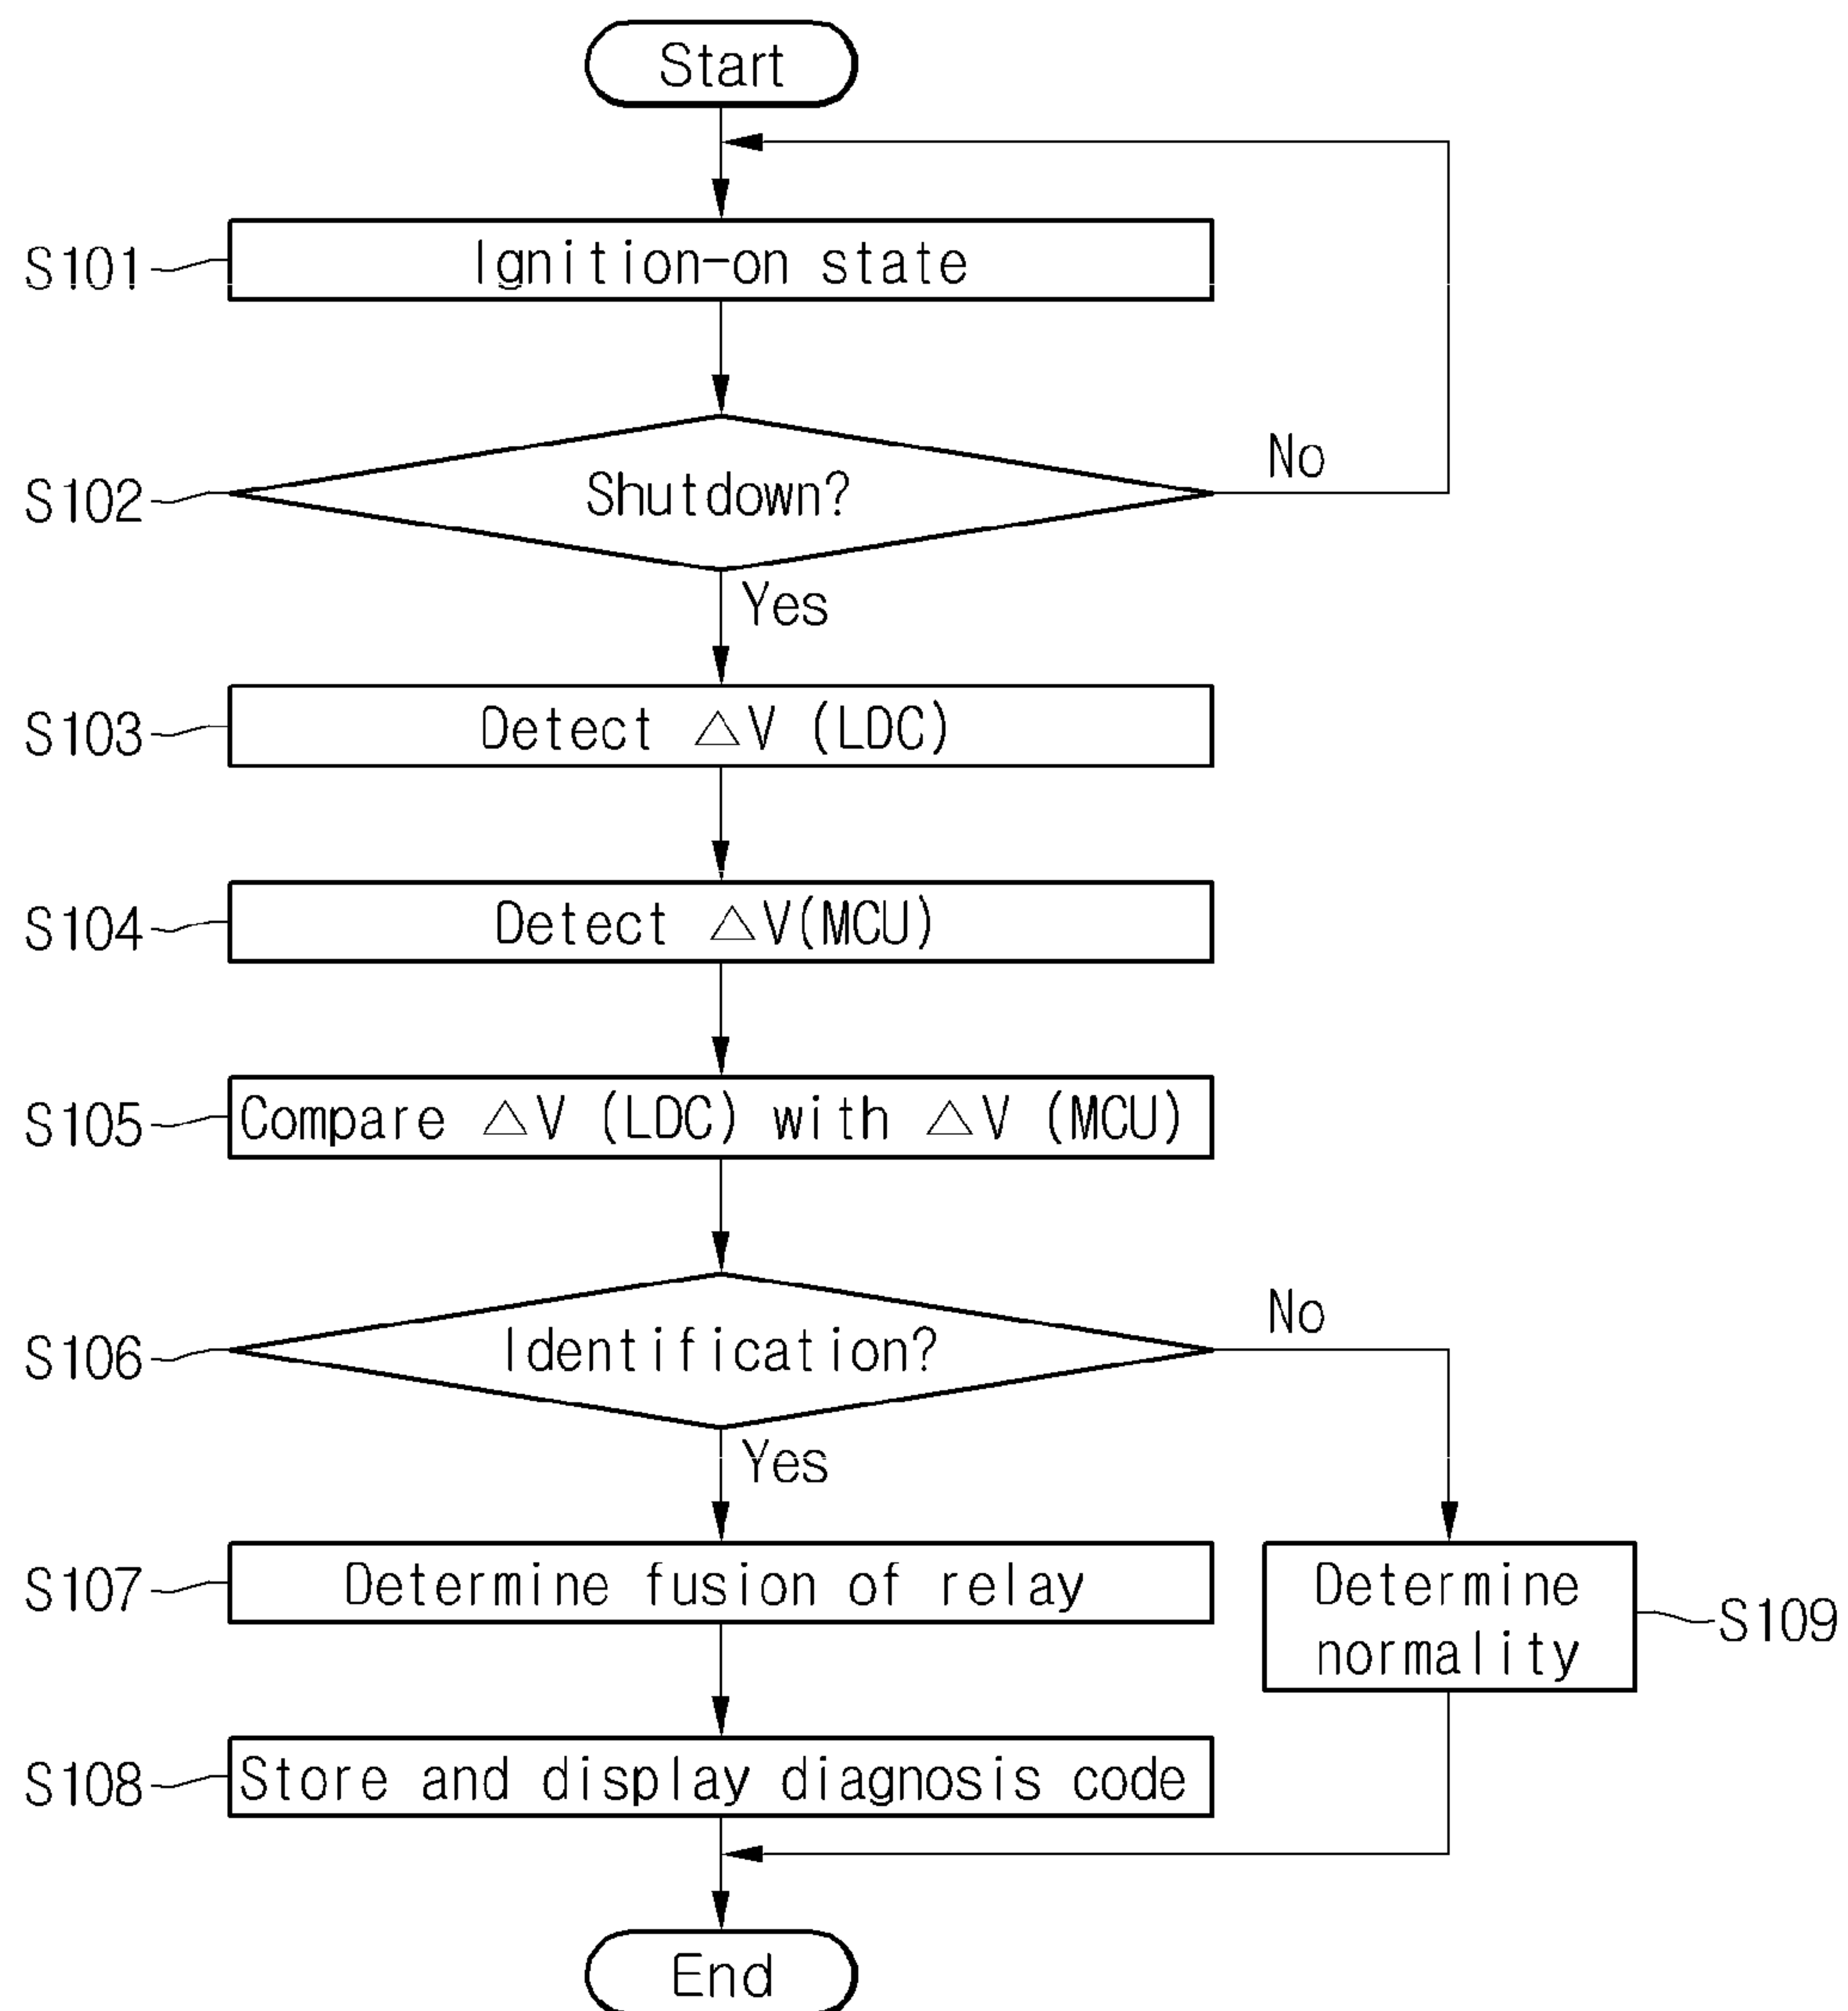 Start
S101
Ignition-on state
S102
Shutdown?
No
Yes
S103
Detect △V (LDC)
S104
Detect △V(MCU)
S105
Compare △V (LDC) with △V (MCU)
S106
Identification?
No
Yes
S107
Determine fusion of relay
Determine
normality
S109
S108
Store and display diagnosis code
End